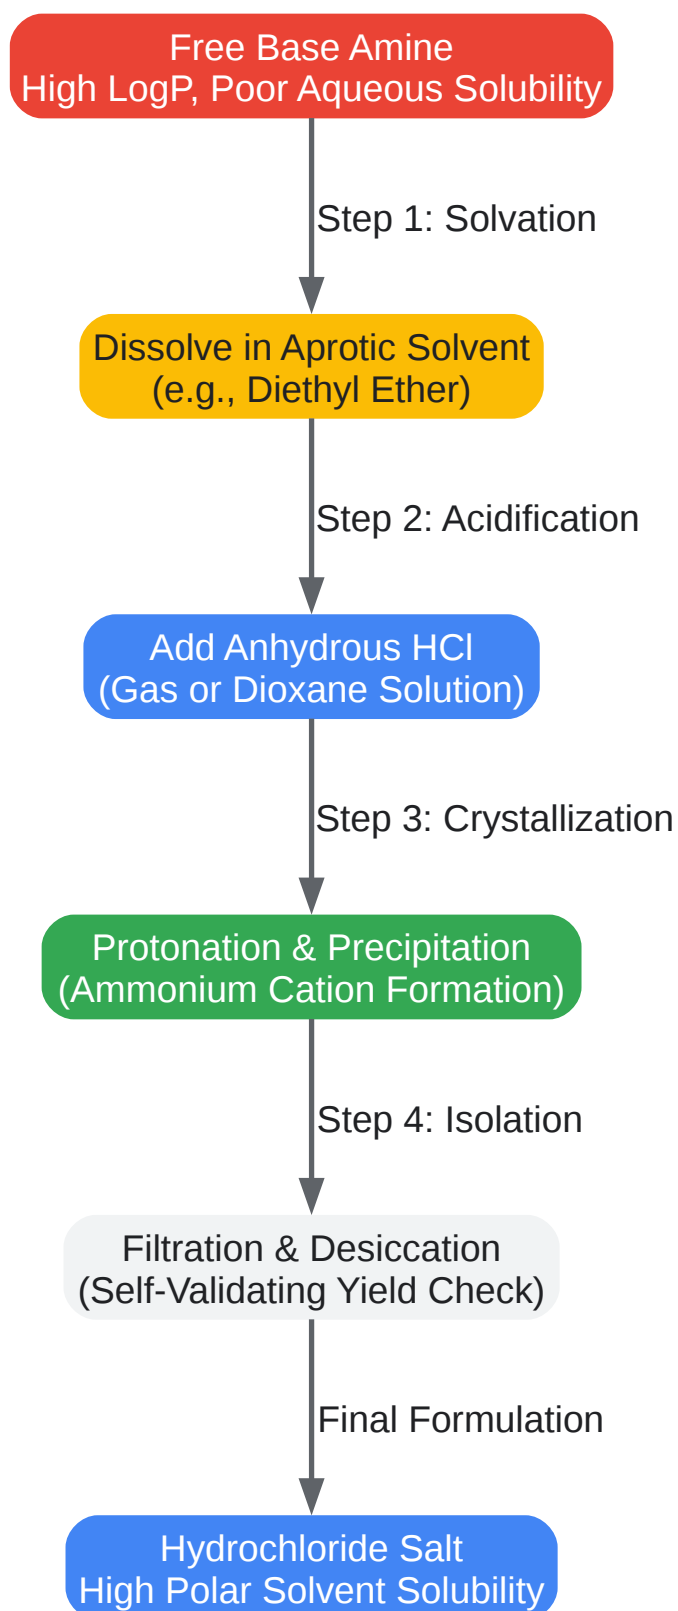 Free Base Amine
High LogP, Poor Aqueous Solubility
Step 1: Solvation
Dissolve in Aprotic Solvent
(e.g., Diethyl Ether)
Step 2: Acidification
Add Anhydrous HCl
(Gas or Dioxane Solution)
Step 3: Crystallization
Protonation & Precipitation
(Ammonium Cation Formation)
Step 4: Isolation
Filtration & Desiccation
(Self-Validating Yield Check)
Final Formulation
Hydrochloride Salt
High Polar Solvent Solubility